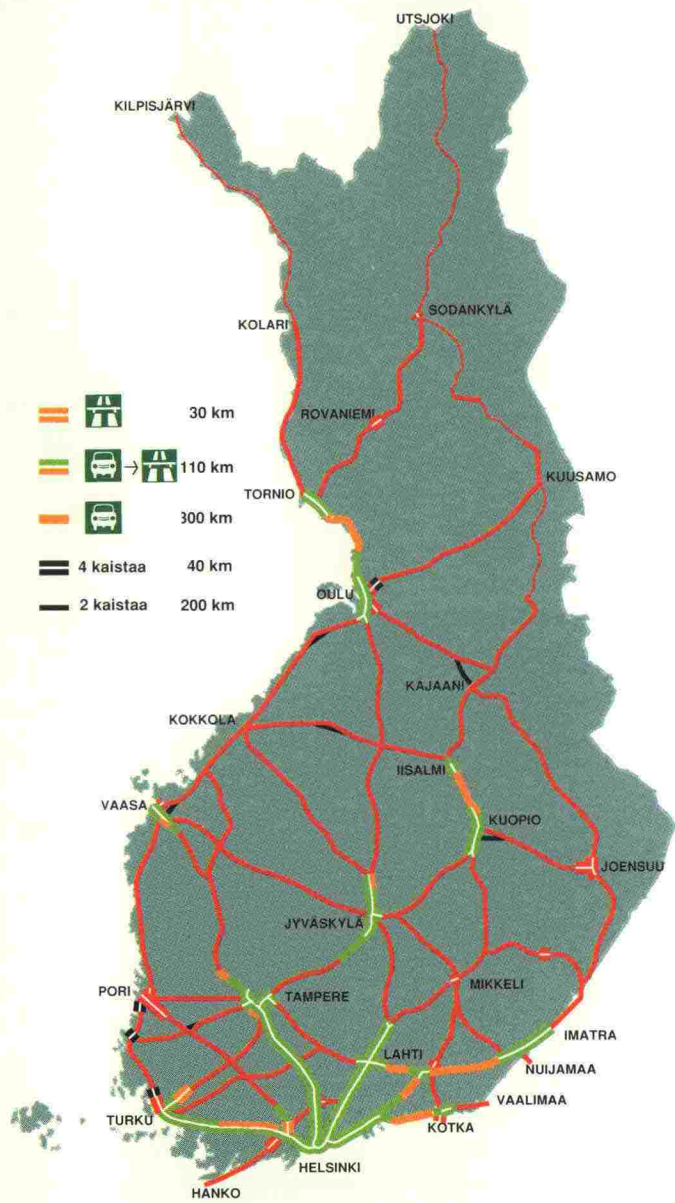 UTSJOKI
KILPISJÄRVI
SODANKYLÄ
KOLARI
30 km
ROVANIEMI
110 km
KUUSAMO
TORNIO
300 km
4 kaistaa 40 km
OULU
2 kaistaa 200 km
KAJAANI
KOKKOLA
IISALMI
VAASA
KUOPIO
JOENSUU
JYVÄSKYLÄ
MIKKELI
PORI
TAMPERE
IMATRA
LAHTI
NUIJAMAA
VAALIMAA
TURKU
KOTKA
HELSINKI
HANKO